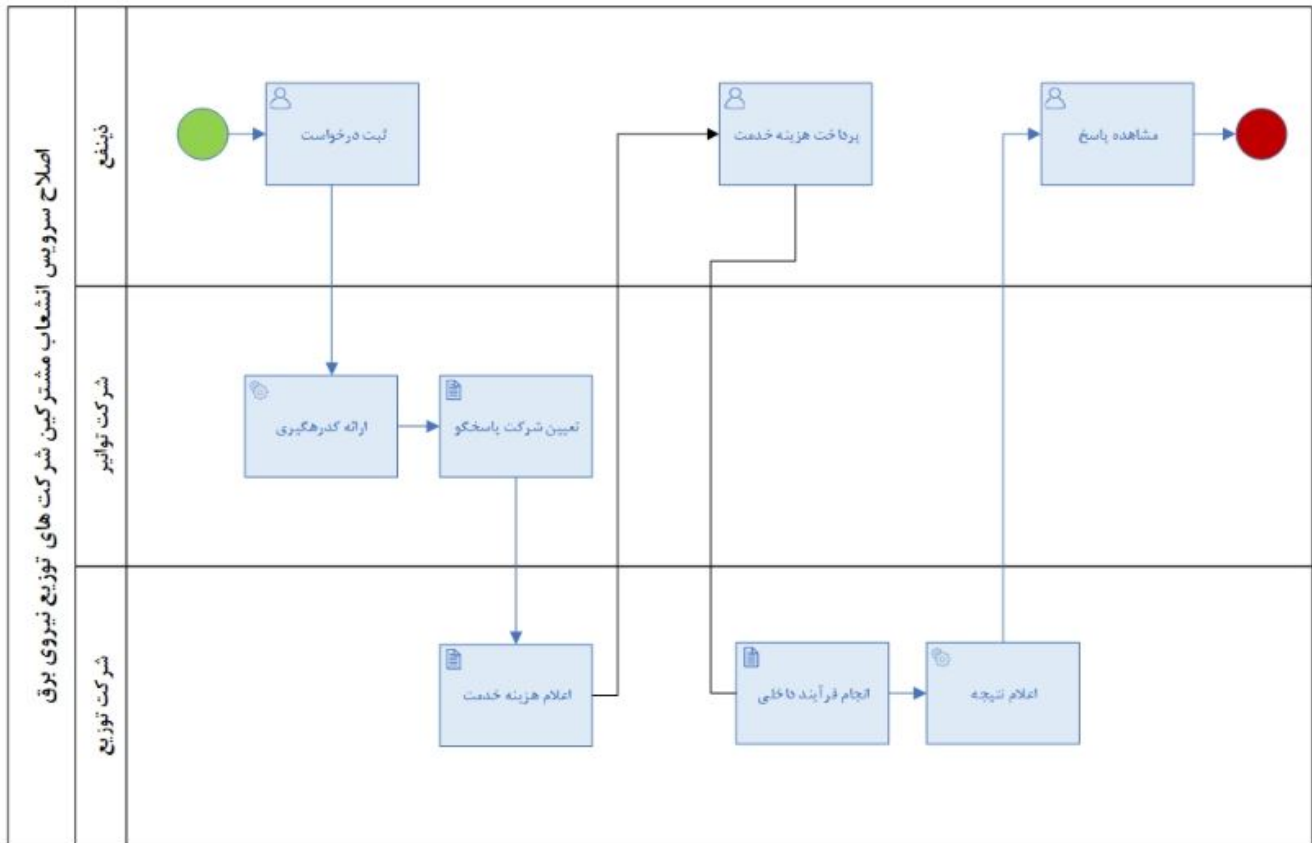 اصلاح سرویس انشعاب مشترکین شرکت های توزیع نیروی برق
ذینفع
ثبت درخواست
پرداخت هزینه خدمت
مشاهده پاسخ
شرکت توانیر
ارائه کدرهگیری
تعیین شرکت پاسخگو
شرکت توزیع
اعلام هزینه خدمت
انجام فرآیند داخلی
اعلام نتیجه